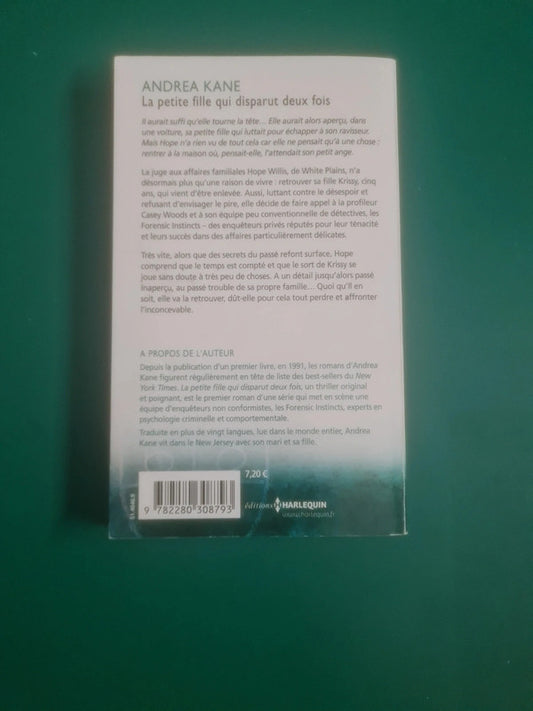 ANDREA KANE
La petite fille qui disparut deux fois
Il aurait suffi qu'elle tourne la tête… Elle aurait alors aperçu, dans
une voiture, sa petite fille qui luttait pour échapper à son ravisseur.
Mais Hope n'a rien vu de tout cela car elle ne pensait qu'à une chose :
rentrer à la maison où, pensait-elle, l'attendait son petit ange.
La juge aux affaires familiales Hope Willis, de White Plains, n'a
désormais plus qu'une raison de vivre : retrouver sa fille Krissy, cinq
ans, qui vient d'être enlevée. Aussi, luttant contre le désespoir et
refusant d'envisager le pire, elle décide de faire appel à la profileur
Casey Woods et à son équipe peu conventionnelle de détectives, les
Forensic Instincts – des enquêteurs privés réputés pour leur ténacité
et leurs succès dans des affaires particulièrement délicates.
Très vite, alors que des secrets du passé refont surface, Hope
comprend que le temps est compté et que le sort de Krissy se
joue sans doute à très peu de choses. A un détail jusqu'alors passé
inaperçu, au passé trouble de sa propre famille… Quoi qu'il en
soit, elle va la retrouver, dût-elle pour cela tout perdre et affronter
l'inconcevable.
A PROPOS DE L'AUTEUR
Depuis la publication d'un premier livre, en 1991, les romans d'Andrea
Kane figurent régulièrement en tête de liste des best-sellers du New
York Times. La petite fille qui disparut deux fois, un thriller original
et poignant, est le premier roman d'une série qui met en scène une
équipe d'enquêteurs non conformistes, les Forensic Instincts, experts en
psychologie criminelle et comportementale.
Traduite en plus de vingt langues, lue dans le monde entier, Andrea
Kane vit dans le New Jersey avec son mari et sa fille.
7,20 €
9 782280 308793
éditions HARLEQUIN
www.harlequin.fr